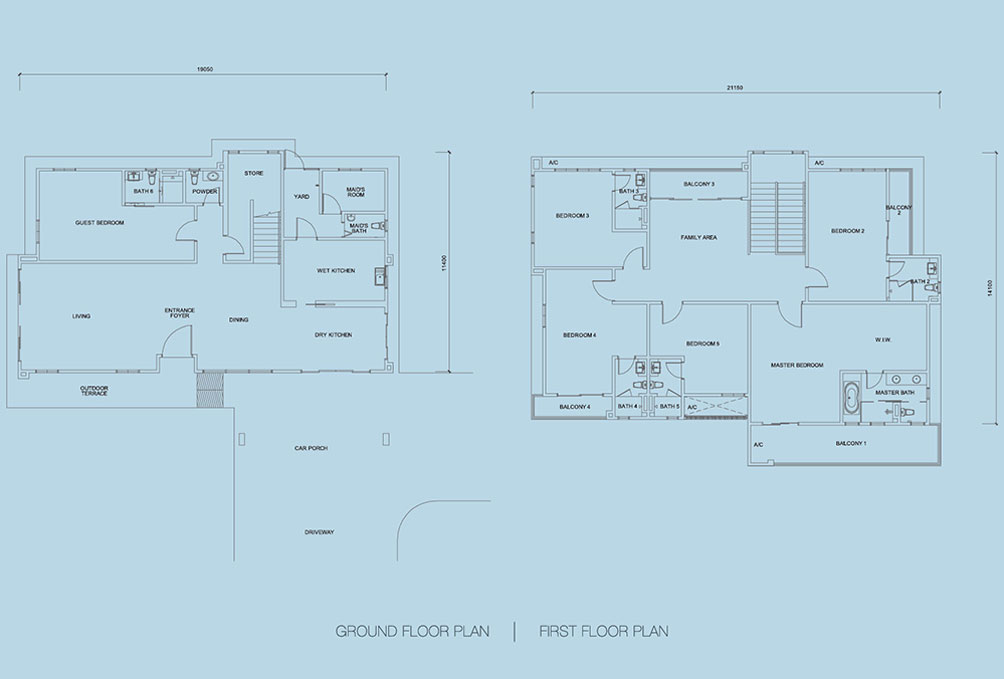 19050
STORE
BATH 6
POWDER
YARD
MAID'S
ROOM
GUEST BEDROOM
MAID'S
BATH
WET KITCHEN
11400
LIVING
ENTRANCE
FOYER
DINING
DRY KITCHEN
OUTDOOR
TERRACE
CAR PORCH
DRIVEWAY
GROUND FLOOR PLAN
21150
A/C
A/C
BATH 3
BALCONY 3
BEDROOM 3
FAMILY AREA
BEDROOM 2
BALCONY
2
BATH 2
14100
BEDROOM 4
BEDROOM 5
W.I.W.
MASTER BEDROOM
MASTER BATH
BALCONY 4
BATH 4
BATH 5
A/C
A/C
BALCONY 1
FIRST FLOOR PLAN